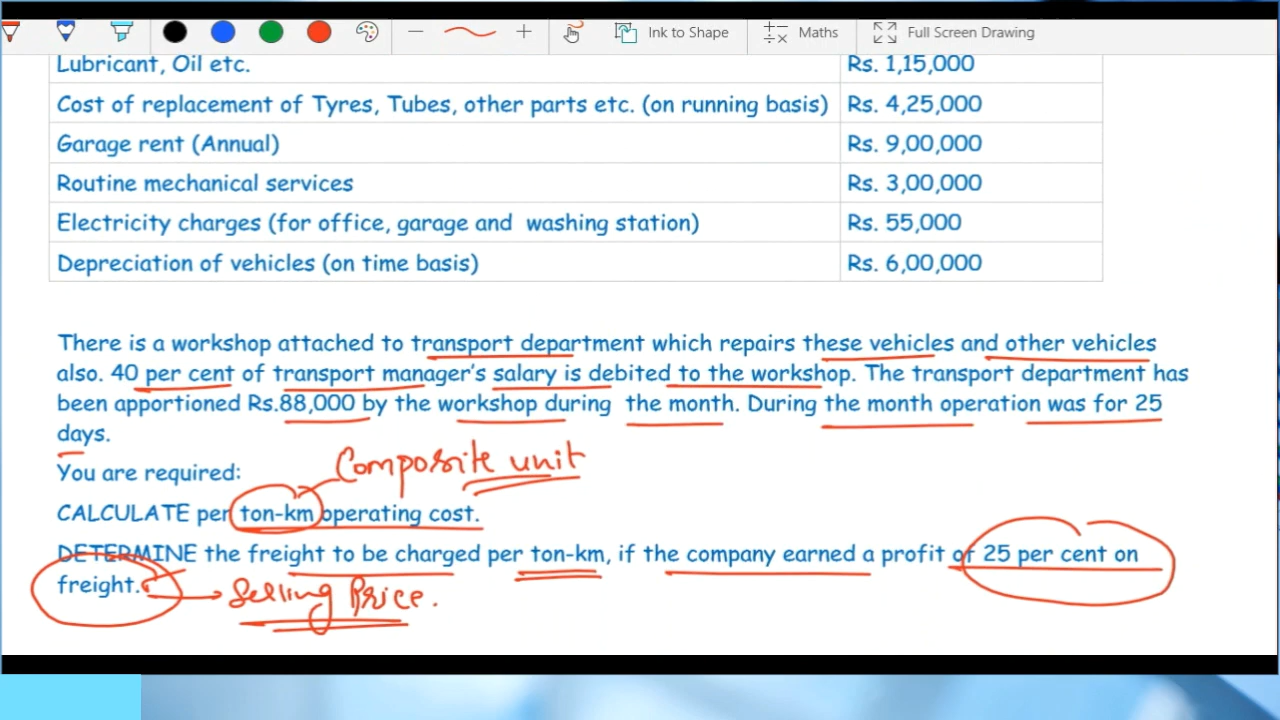 Ink to Shape Maths Full Screen Drawing
Lubricant, Oil etc. Rs. 1,15,000
Cost of replacement of Tyres, Tubes, other parts etc. (on running basis) Rs. 4,25,000
Garage rent (Annual) Rs. 9,00,000
Routine mechanical services Rs. 3,00,000
Electricity charges (for office, garage and washing station) Rs. 55,000
Depreciation of vehicles (on time basis) Rs. 6,00,000
There is a workshop attached to transport department which repairs these vehicles and other vehicles
also. 40 per cent of transport manager's salary is debited to the workshop. The transport department has
been apportioned Rs.88,000 by the workshop during the month. During the month operation was for 25
days.
You are required:
Composite unit
CALCULATE per ton-km operating cost.
DETERMINE the freight to be charged per ton-km, if the company earned a profit of 25 per cent on
freight.
Selling Price.